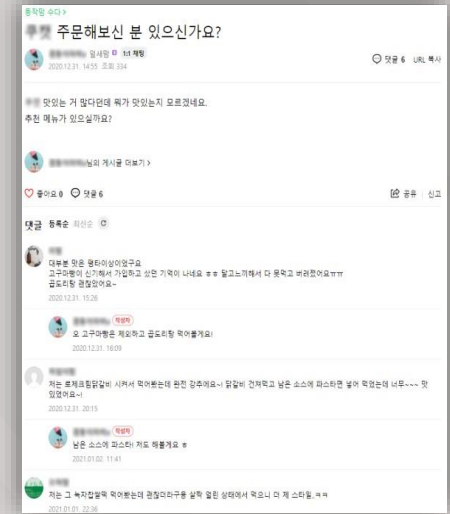 동작맘 수다 >
쿠캣 주문해보신 분 있으신가요?
일새맘 1:1 채팅
2020.12.31. 14:55 조회 334
댓글 6 URL 복사
맛있는 거 많다던데 뭐가 맛있는지 모르겠네요.
추천 메뉴가 있으실까요?
님의 게시글 더보기 >
좋아요 0 댓글 6
공유 신고
댓글 등록순 최신순
대부분 맛은 평타이상이었구요
고구마빵이 신기해서 가입하고 샀던 기억이 나네요 ㅎㅎ 달고느끼해서 다 못먹고 버려졌어요ㅠㅠ
곱도리탕 괜찮았어요~
2020.12.31. 15:26
작성자
오 고구마빵은 제외하고 곱도리탕 먹어볼게요!
2020.12.31. 16:09
저는 로제크림닭갈비 시켜서 먹어봤는데 완전 강추에요~! 닭갈비 건져먹고 남은 소스에 파스타면 넣어 먹었는데 너무~~~ 맛
있었어요~!
2020.12.31. 20:15
작성자
남은 소스에 파스타! 저도 해볼게요 ㅎ
2021.01.02. 11:41
저는 그 녹차찹쌀떡 먹어봤는데 괜찮더라구용 살짝 얼린 상태에서 먹으니 더 제 스타일.ㅋㅋ
2021.01.01. 22:36